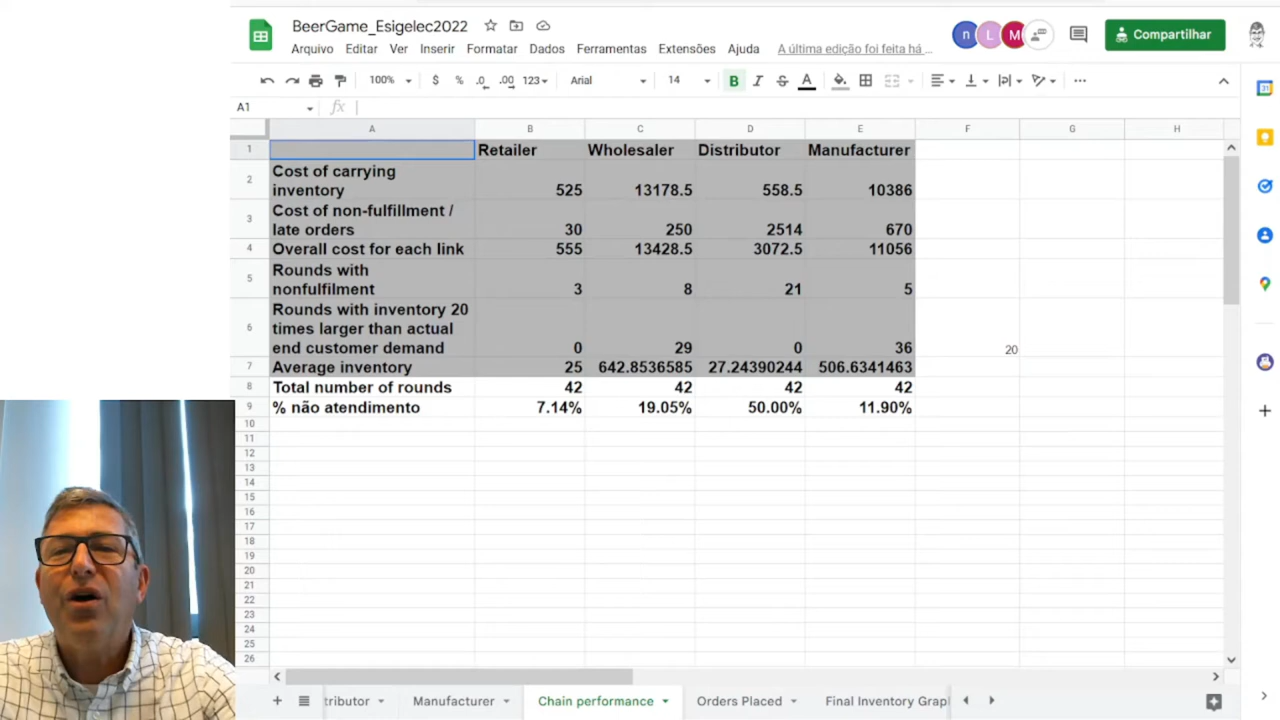 BeerGame_Esigelec2022
Arquivo Editar Ver Inserir Formatar Dados Ferramentas Extensões Ajuda A última edição foi feita há ...
n L M
Compartilhar
100% $ % .0 .00 123 Arial 14 B I S A
A1 fx
A B C D E F G H
1 Retailer Wholesaler Distributor Manufacturer
Cost of carrying
2 inventory 525 13178.5 558.5 10386
Cost of non-fulfillment /
3 late orders 30 250 2514 670
4 Overall cost for each link 555 13428.5 3072.5 11056
Rounds with
5 nonfulfilment 3 8 21 5
Rounds with inventory 20
6 times larger than actual
end customer demand 0 29 0 36 20
7 Average inventory 25 642.8536585 27.24390244 506.6341463
8 Total number of rounds 42 42 42 42
9 % não atendimento 7.14% 19.05% 50.00% 11.90%
10
11
12
13
14
15
16
17
18
19
20
21
22
23
24
25
26
tributor Manufacturer Chain performance Orders Placed Final Inventory Grapl
31